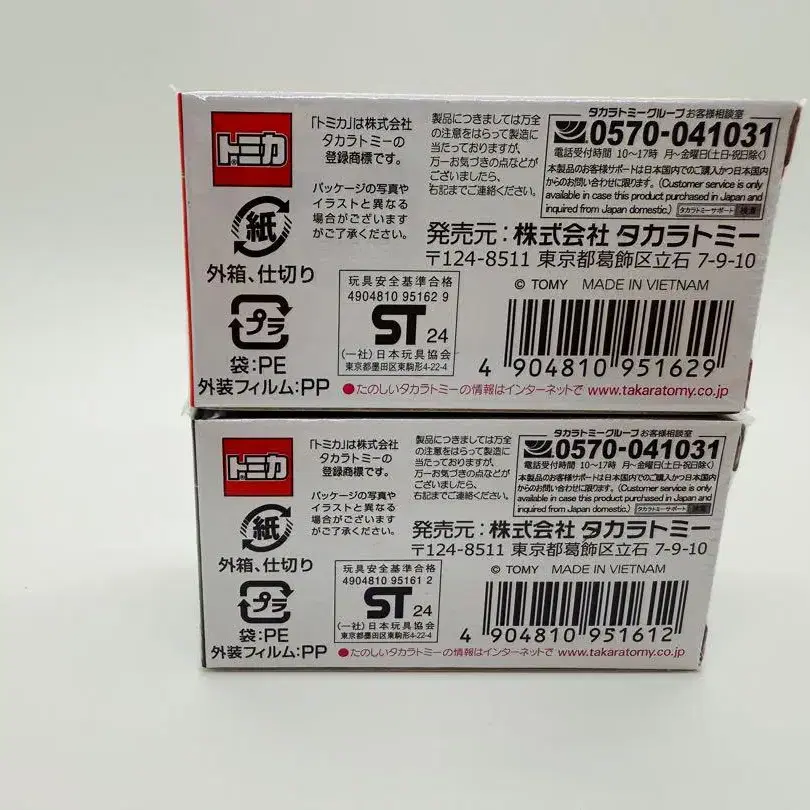 トミカ
「トミカ」は株式会社
タカラトミーの
登録商標です。
パッケージの写真や
イラストと異なる
場合がございます
がご了承ください。
製品につきましては万全
の注意をはらって製造に
当たっておりますが、
万一お気づきの点などが
ございましたら、
右記までご連絡ください。
タカラトミーグループお客様相談室
0570-041031
電話受付時間 10〜17時 月〜金曜日(土・日・祝日除く)
本製品のお客様サポートは日本国内でのご購入かつ日本国内
からのお問い合わせに限ります。(Customer service is only
available in case this product purchased in Japan and
inquired from Japan domestic.) タカラトミーサポート 検索
紙
外箱、仕切り
プラ
袋:PE
外装フィルム:PP
発売元:株式会社 タカラトミー
〒124-8511 東京都葛飾区立石 7-9-10
© TOMY MADE IN VIETNAM
玩具安全基準合格
4904810 95162 9
ST 24
(一社)日本玩具協会
東京都墨田区東駒形4-22-4
4 904810 951629
●たのしいタカラトミーの情報はインターネットで www.takaratomy.co.jp
トミカ
「トミカ」は株式会社
タカラトミーの
登録商標です。
パッケージの写真や
イラストと異なる
場合がございます
がご了承ください。
製品につきましては万全
の注意をはらって製造に
当たっておりますが、
万一お気づきの点などが
ございましたら、
右記までご連絡ください。
タカラトミーグループお客様相談室
0570-041031
電話受付時間 10〜17時 月〜金曜日(土・日・祝日除く)
本製品のお客様サポートは日本国内でのご購入かつ日本国内
からのお問い合わせに限ります。(Customer service is only
available in case this product purchased in Japan and
inquired from Japan domestic.) タカラトミーサポート 検索
紙
外箱、仕切り
プラ
袋:PE
外装フィルム:PP
発売元:株式会社 タカラトミー
〒124-8511 東京都葛飾区立石 7-9-10
© TOMY MADE IN VIETNAM
玩具安全基準合格
4904810 95161 2
ST 24
(一社)日本玩具協会
東京都墨田区東駒形4-22-4
4 904810 951612
●たのしいタカラトミーの情報はインターネットで www.takaratomy.co.jp